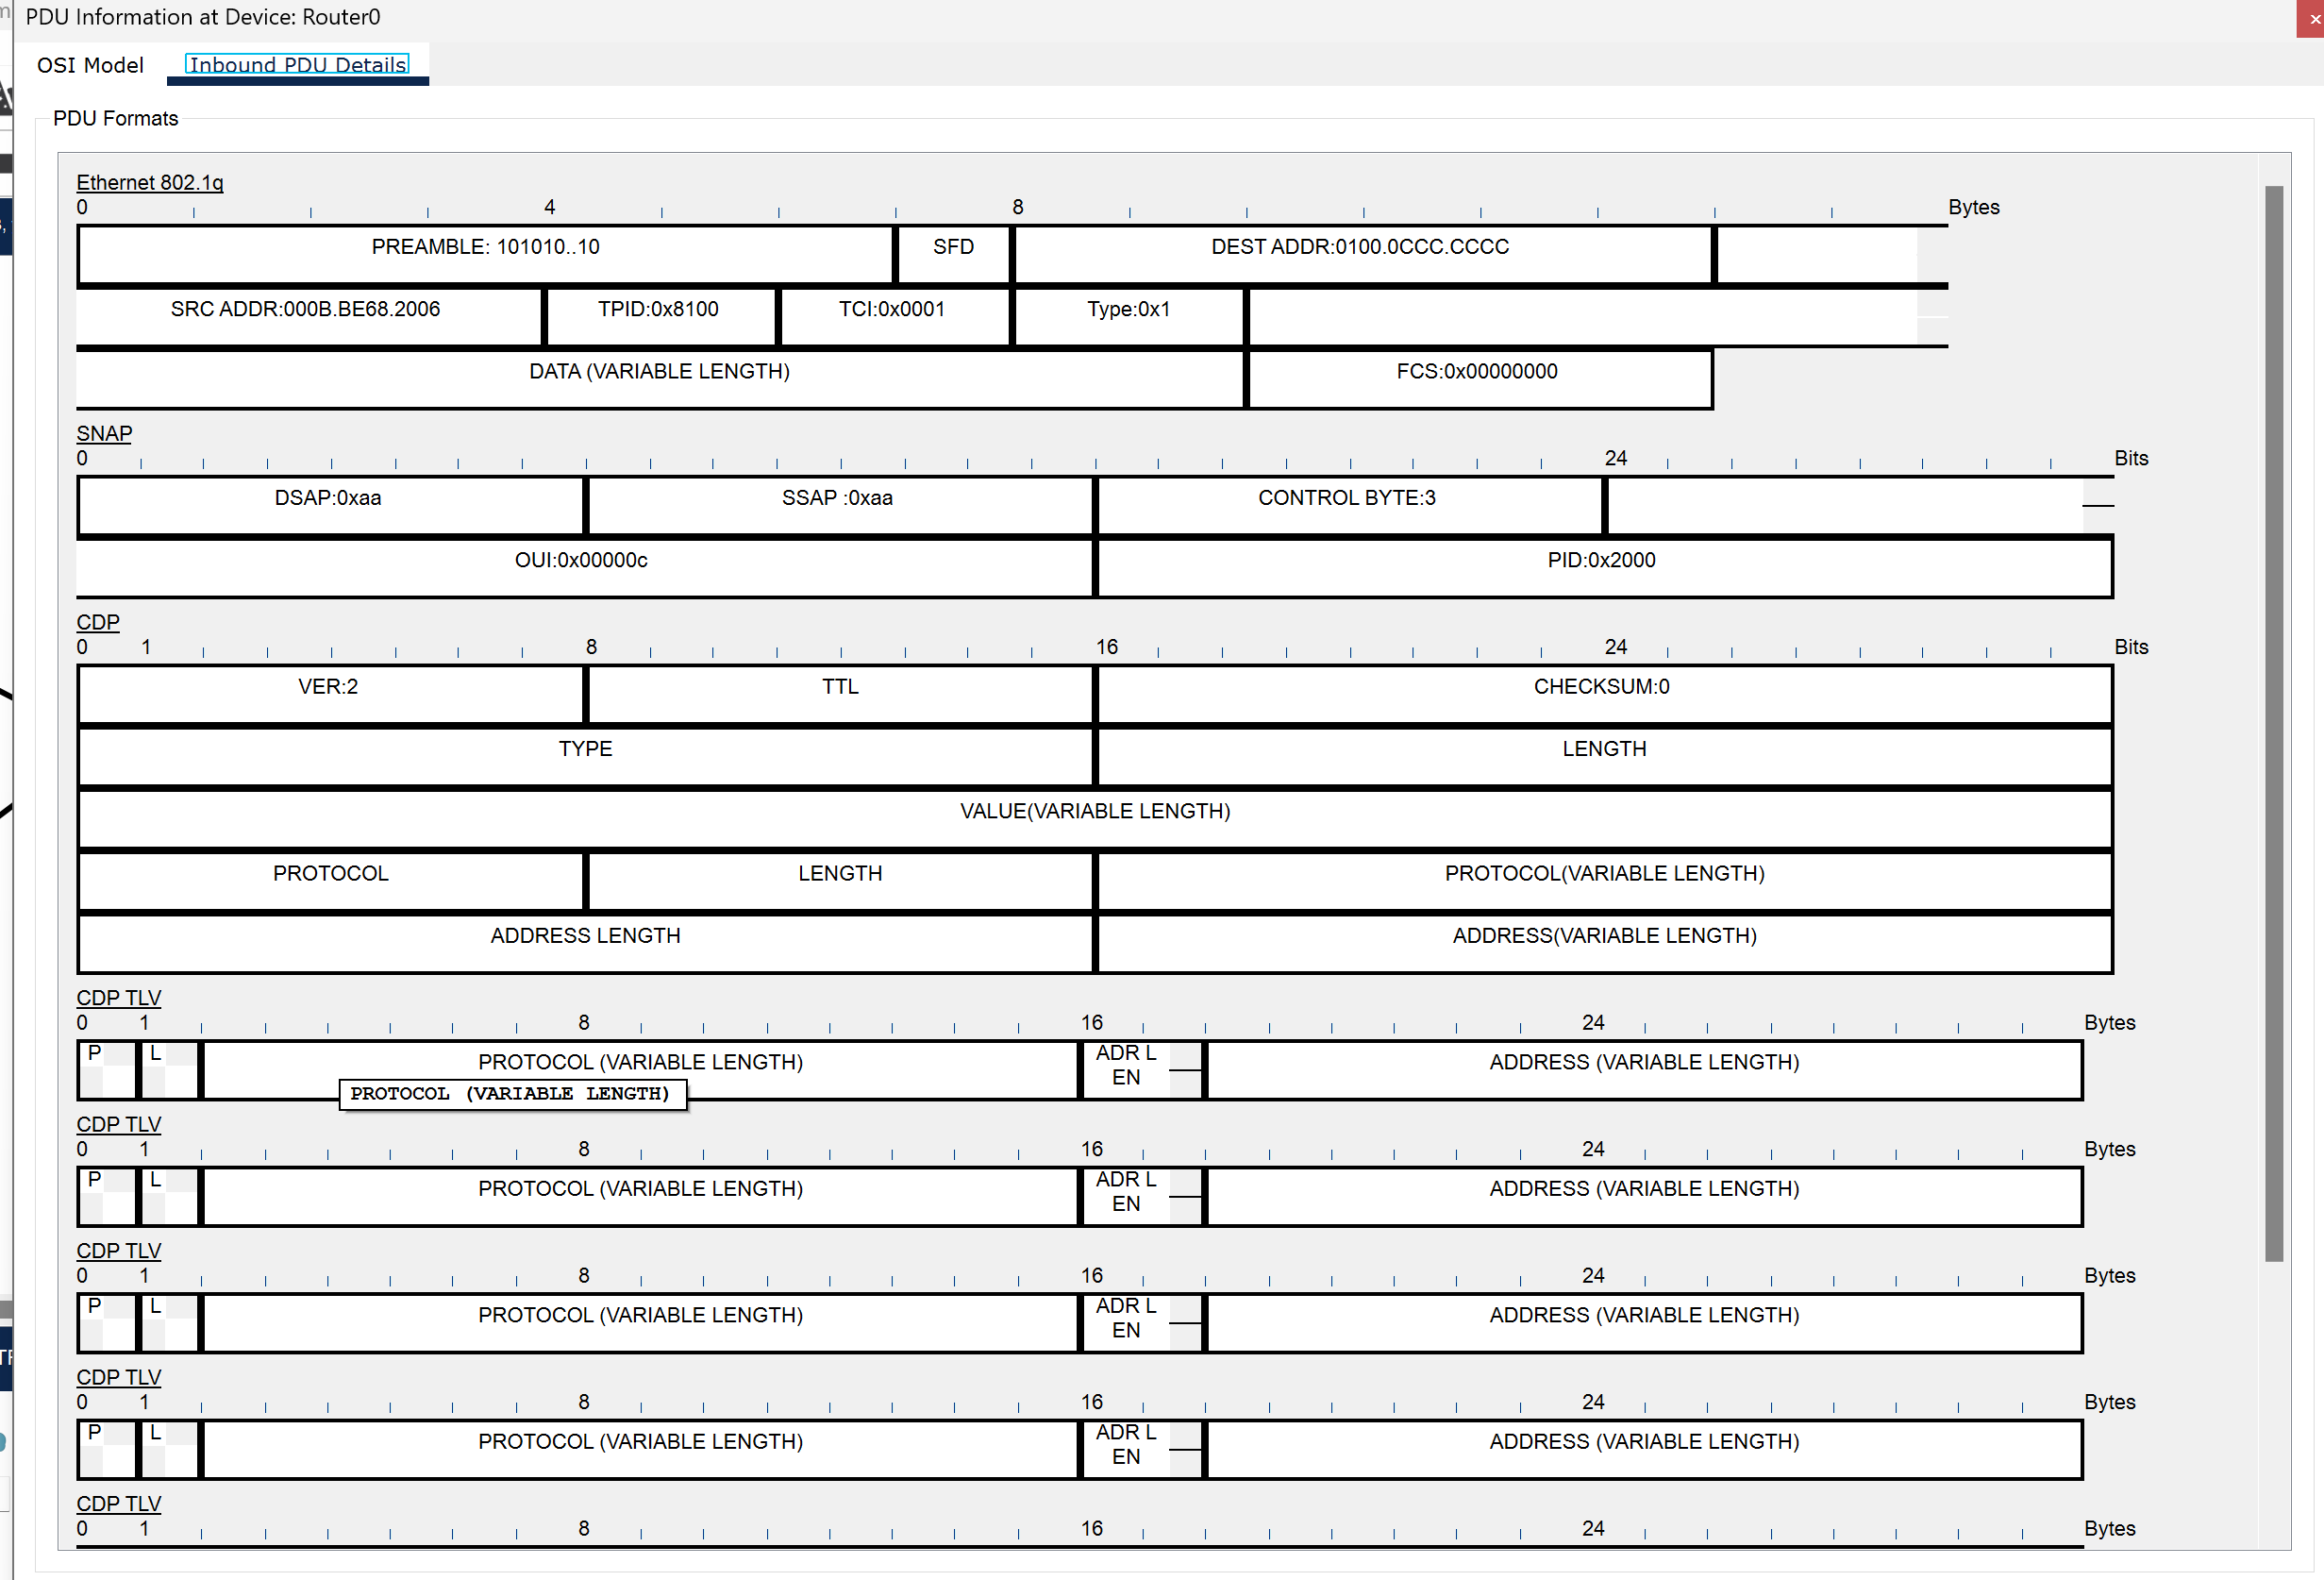 PDU Information at Device: Router0
OSI Model Inbound PDU Details
PDU Formats
Ethernet 802.1q
0 4 8 Bytes
PREAMBLE: 101010..10 SFD DEST ADDR:0100.0CCC.CCCC
SRC ADDR:000B.BE68.2006 TPID:0x8100 TCI:0x0001 Type:0x1
DATA (VARIABLE LENGTH) FCS:0x00000000
SNAP
0 24 Bits
DSAP:0xaa SSAP :0xaa CONTROL BYTE:3
OUI:0x00000c PID:0x2000
CDP
0 1 8 16 24 Bits
VER:2 TTL CHECKSUM:0
TYPE LENGTH
VALUE(VARIABLE LENGTH)
PROTOCOL LENGTH PROTOCOL(VARIABLE LENGTH)
ADDRESS LENGTH ADDRESS(VARIABLE LENGTH)
CDP TLV
0 1 8 16 24 Bytes
P L PROTOCOL (VARIABLE LENGTH) ADR L EN ADDRESS (VARIABLE LENGTH)
PROTOCOL (VARIABLE LENGTH)
CDP TLV
0 1 8 16 24 Bytes
P L PROTOCOL (VARIABLE LENGTH) ADR L EN ADDRESS (VARIABLE LENGTH)
CDP TLV
0 1 8 16 24 Bytes
P L PROTOCOL (VARIABLE LENGTH) ADR L EN ADDRESS (VARIABLE LENGTH)
CDP TLV
0 1 8 16 24 Bytes
P L PROTOCOL (VARIABLE LENGTH) ADR L EN ADDRESS (VARIABLE LENGTH)
CDP TLV
0 1 8 16 24 Bytes